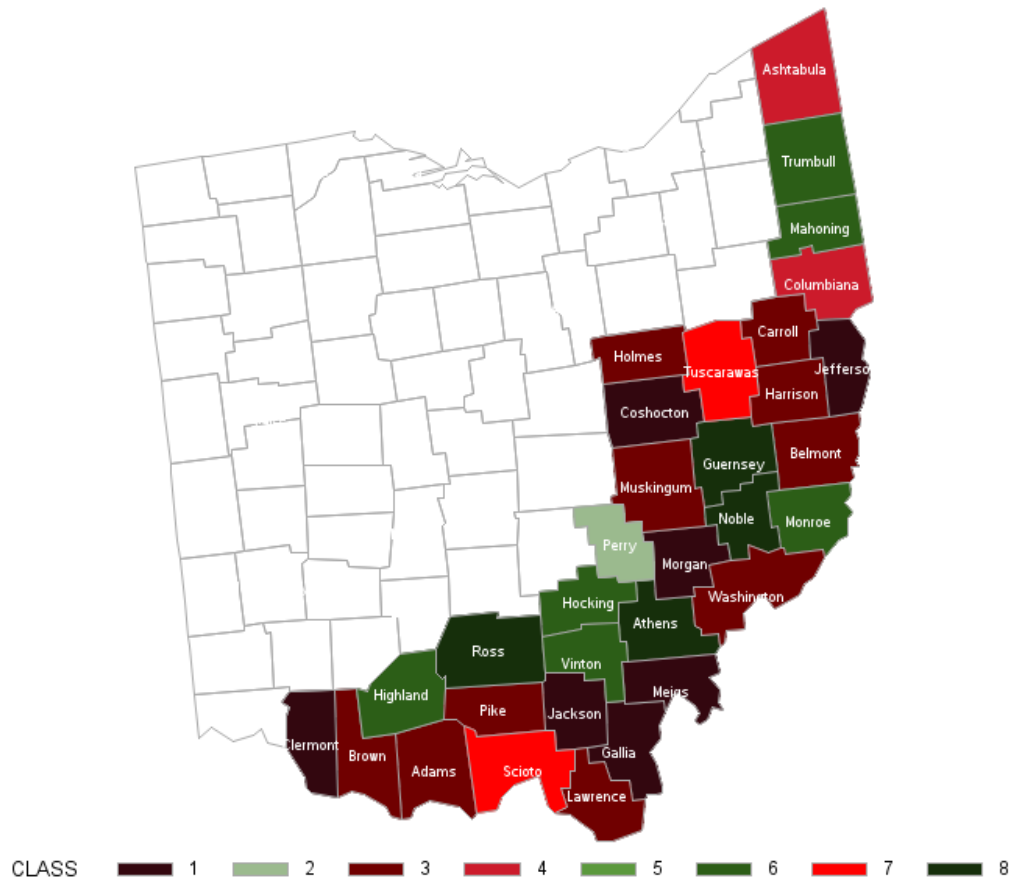 Ashtabula
Trumbull
Mahoning
Columbiana
Carroll
Holmes
Tuscarawas
Jefferso
Harrison
Coshocton
Belmont
Guernsey
Muskingum
Noble
Monroe
Perry
Morgan
Washington
Hocking
Athens
Ross
Vinton
Meigs
Highland
Pike
Jackson
Clermont
Brown
Gallia
Adams
Scioto
Lawrence
CLASS 1 2 3 4 5 6 7 8